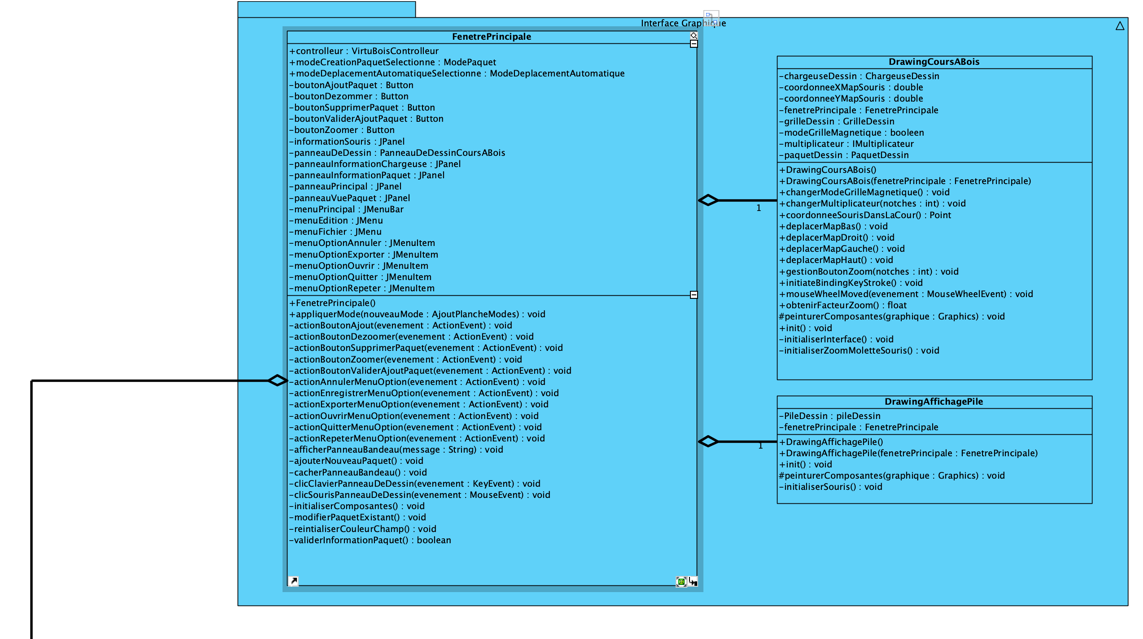 Interface Graphique
FenetrePrincipale
+controlleur : VirtuBoisControlleur
+modeCreationPaquetSelectionne : ModePaquet
+modeDeplacementAutomatiqueSelectionne : ModeDeplacementAutomatique
-boutonAjoutPaquet : Button
-boutonDezommer : Button
-boutonSupprimerPaquet : Button
-boutonValiderAjoutPaquet : Button
-boutonZoomer : Button
-informationSouris : JPanel
-panneauDeDessin : PanneauDeDessinCoursABois
-panneauInformationChargeuse : JPanel
-panneauInformationPaquet : JPanel
-panneauPrincipal : JPanel
-panneauVuePaquet : JPanel
-menuPrincipal : JMenuBar
-menuEdition : JMenu
-menuFichier : JMenu
-menuOptionAnnuler : JMenuItem
-menuOptionExporter : JMenuItem
-menuOptionOuvrir : JMenuItem
-menuOptionQuitter : JMenuItem
-menuOptionRepeter : JMenuItem
+FenetrePrincipale()
+appliquerMode(nouveauMode : AjoutPlancheModes) : void
-actionBoutonAjout(evenement : ActionEvent) : void
-actionBoutonDezoomer(evenement : ActionEvent) : void
-actionBoutonSupprimerPaquet(evenement : ActionEvent) : void
-actionBoutonZoomer(evenement : ActionEvent) : void
-actionBoutonValiderAjoutPaquet(evenement : ActionEvent) : void
-actionAnnulerMenuOption(evenement : ActionEvent) : void
-actionEnregistrerMenuOption(evenement : ActionEvent) : void
-actionExporterMenuOption(evenement : ActionEvent) : void
-actionOuvrirMenuOption(evenement : ActionEvent) : void
-actionQuitterMenuOption(evenement : ActionEvent) : void
-actionRepeterMenuOption(evenement : ActionEvent) : void
-afficherPanneauBandeau(message : String) : void
-ajouterNouveauPaquet() : void
-cacherPanneauBandeau() : void
-clicClavierPanneauDeDessin(evenement : KeyEvent) : void
-clicSourisPanneauDeDessin(evenement : MouseEvent) : void
-initialiserComposantes() : void
-modifierPaquetExistant() : void
-reintialiserCouleurChamp() : void
-validerInformationPaquet() : boolean
1
1
DrawingCoursABois
-chargeuseDessin : ChargeuseDessin
-coordonneeXMapSouris : double
-coordonneeYMapSouris : double
-fenetrePrincipale : FenetrePrincipale
-grilleDessin : GrilleDessin
-modeGrilleMagnetique : booleen
-multiplicateur : IMultiplicateur
-paquetDessin : PaquetDessin
+DrawingCoursABois()
+DrawingCoursABois(fenetrePrincipale : FenetrePrincipale)
+changerModeGrilleMagnetique() : void
+changerMultiplicateur(notches : int) : void
+coordonneeSourisDansLaCour() : Point
+deplacerMapBas() : void
+deplacerMapDroit() : void
+deplacerMapGauche() : void
+deplacerMapHaut() : void
+gestionBoutonZoom(notches : int) : void
+initiateBindingKeyStroke() : void
+mouseWheelMoved(evenement : MouseWheelEvent) : void
+obtenirFacteurZoom() : float
#peinturerComposantes(graphique : Graphics) : void
+init() : void
-initialiserInterface() : void
-initialiserZoomMoletteSouris() : void
DrawingAffichagePile
-PileDessin : pileDessin
-fenetrePrincipale : FenetrePrincipale
+DrawingAffichagePile()
+DrawingAffichagePile(fenetrePrincipale : FenetrePrincipale)
+init() : void
#peinturerComposantes(graphique : Graphics) : void
-initialiserSouris() : void